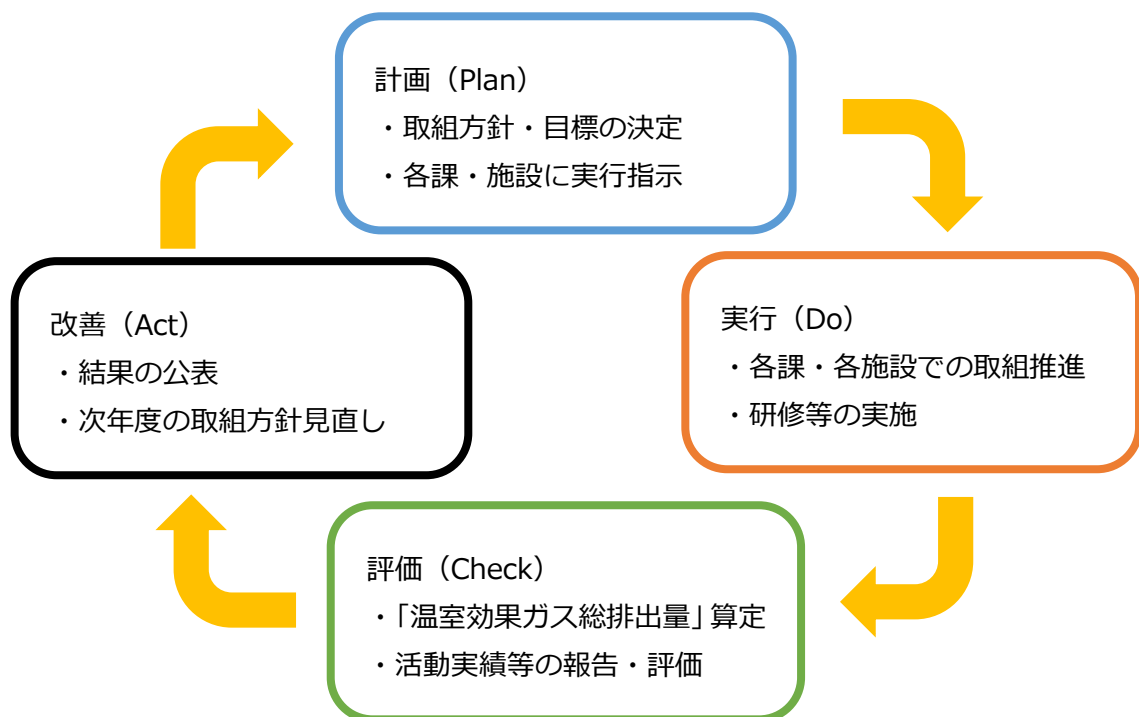 計画（Plan）
・取組方針・目標の決定
・各課・施設に実行指示
実行（Do）
・各課・各施設での取組推進
・研修等の実施
評価（Check）
・「温室効果ガス総排出量」算定
・活動実績等の報告・評価
改善（Act）
・結果の公表
・次年度の取組方針見直し